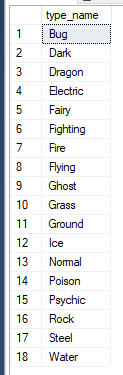 type_name
1 Bug
2 Dark
3 Dragon
4 Electric
5 Fairy
6 Fighting
7 Fire
8 Flying
9 Ghost
10 Grass
11 Ground
12 Ice
13 Normal
14 Poison
15 Psychic
16 Rock
17 Steel
18 Water